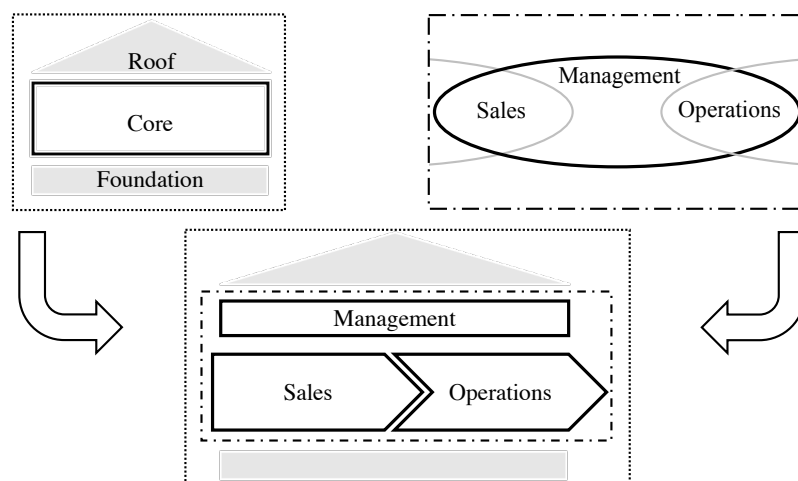 Roof
Core
Foundation
Management
Sales
Operations
Management
Sales
Operations